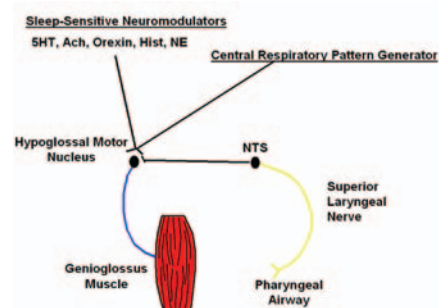 Sleep-Sensitive Neuromodulators
5HT, Ach, Orexin, Hist, NE
Central Respiratory Pattern Generator
Hypoglossal Motor
Nucleus
NTS
Superior
Laryngeal
Nerve
Genioglossus
Muscle
Pharyngeal
Airway